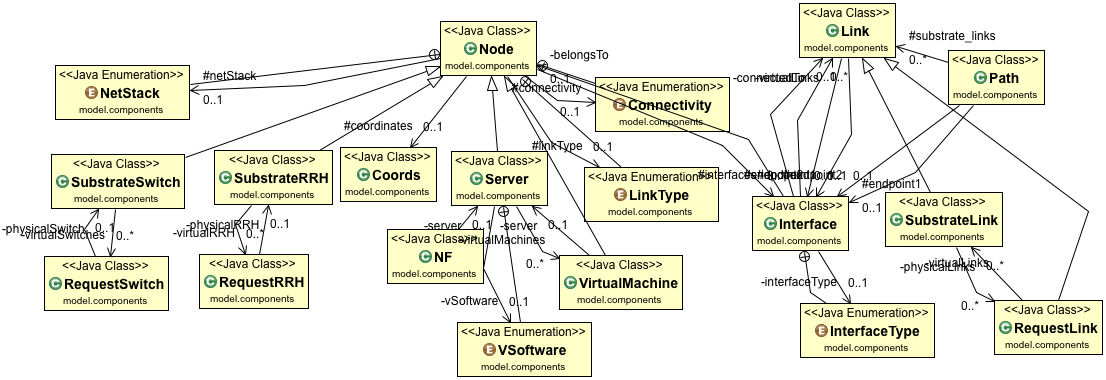 <<Java Class>>
Node
model.components
<<Java Class>>
Link
model.components
#substrate_links
0..*
<<Java Class>>
Path
model.components
-belongsTo
0..1
#netStack
0..1
<<Java Enumeration>>
NetStack
model.components
#connectivity
0..1
<<Java Enumeration>>
Connectivity
model.components
-virtualLinks
0..*
#coordinates
0..1
#linkType
0..1
<<Java Class>>
SubstrateSwitch
model.components
<<Java Class>>
SubstrateRRH
model.components
<<Java Class>>
Coords
model.components
<<Java Class>>
Server
model.components
<<Java Enumeration>>
LinkType
model.components
#interfaces
0..1
#endpoint1
0..1
<<Java Class>>
Interface
model.components
<<Java Class>>
SubstrateLink
model.components
-physicalSwitch
0..1
-virtualSwitches
0..*
-physicalRRH
0..1
-virtualRRH
0..*
-server
0..1
-server
0..1
-virtualMachines
0..*
<<Java Class>>
NF
model.components
<<Java Class>>
RequestSwitch
model.components
<<Java Class>>
RequestRRH
model.components
<<Java Class>>
VirtualMachine
model.components
-interfaceType
0..1
-virtualLinks
0..*
-physicalLinks
0..*
-vSoftware
0..1
<<Java Enumeration>>
VSoftware
model.components
<<Java Enumeration>>
InterfaceType
model.components
<<Java Class>>
RequestLink
model.components